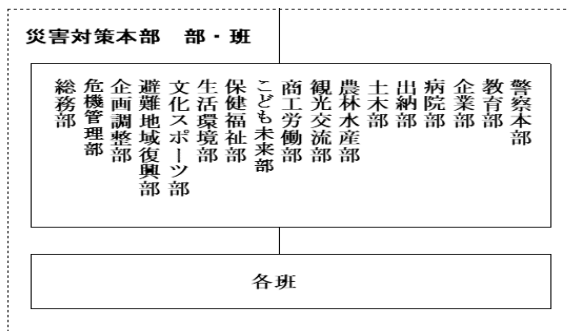 災害対策本部　部・班
総務部
危機管理部
企画調整部
避難地域復興部
文化スポーツ部
生活環境部
保健福祉部
こども未来部
商工労働部
観光交流部
農林水産部
土木部
出納部
病院部
企業部
教育部
警察本部
各班